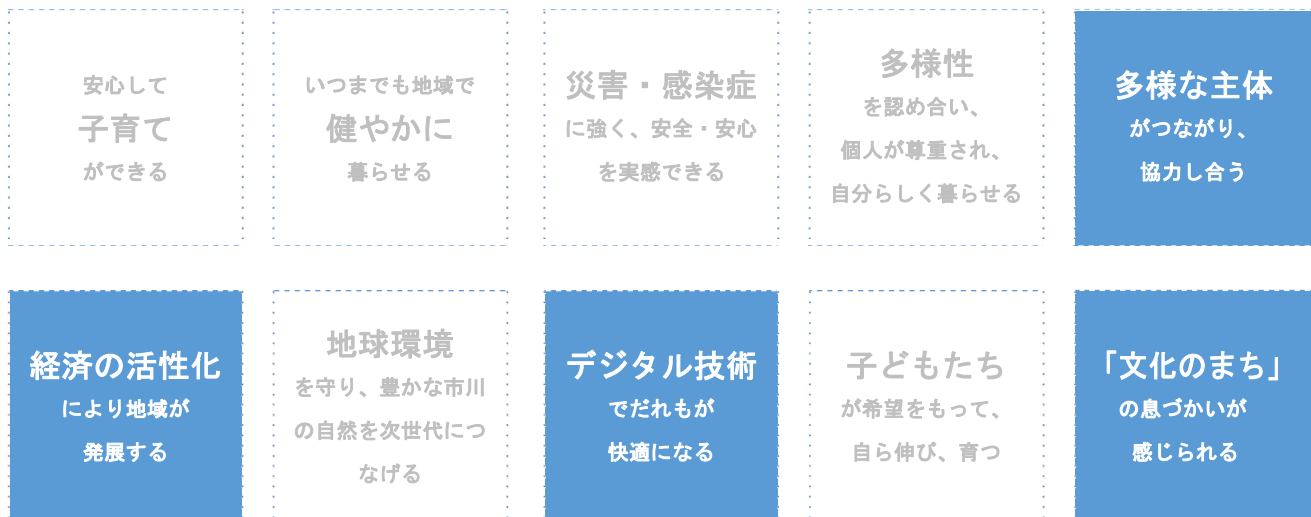 安心して
子育て
ができる
いつまでも地域で
健やかに
暮らせる
災害・感染症
に強く、安全・安心
を実感できる
多様性
を認め合い、
個人が尊重され、
自分らしく暮らせる
多様な主体
がつながり、
協力し合う
経済の活性化
により地域が
発展する
地球環境
を守り、豊かな市川
の自然を次世代につ
なげる
デジタル技術
でだれもが
快適になる
子どもたち
が希望をもって、
自ら伸び、育つ
「文化のまち」
の息づかいが
感じられる